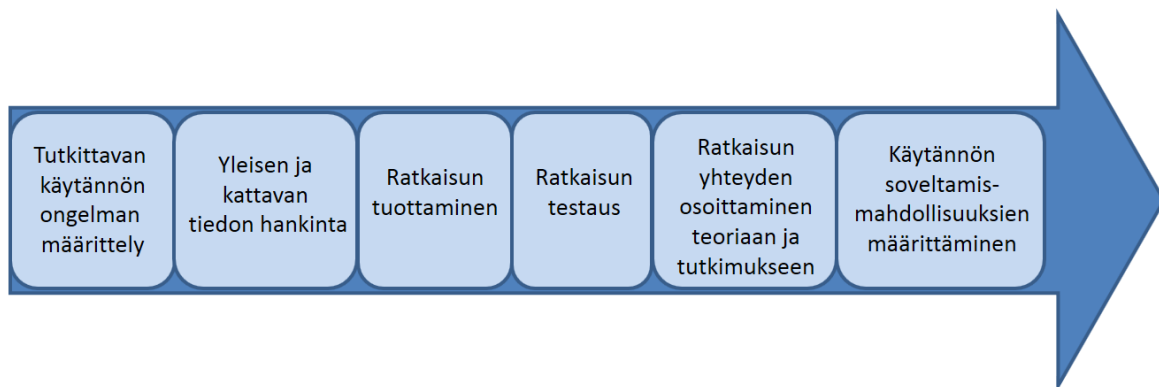 Tutkittavan
käytännön
ongelman
määrittely
Yleisen ja
kattavan
tiedon hankinta
Ratkaisun
tuottaminen
Ratkaisun
testaus
Ratkaisun
yhteyden
osoittaminen
teoriaan ja
tutkimukseen
Käytännön
soveltamis-
mahdollisuuksien
määrittäminen